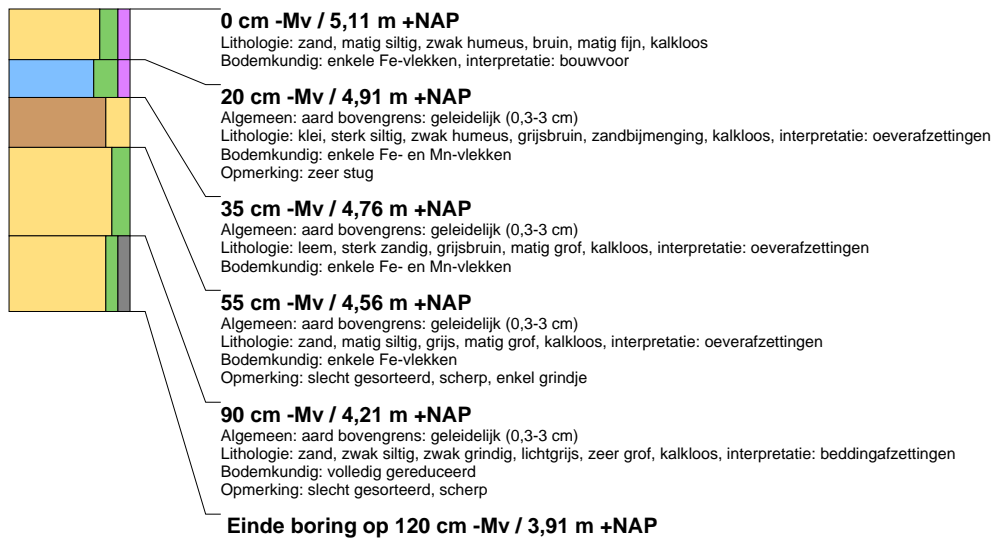 0 cm -Mv / 5,11 m +NAP
Lithologie: zand, matig siltig, zwak humeus, bruin, matig fijn, kalkloos
Bodemkundig: enkele Fe-vlekken, interpretatie: bouwvoor
20 cm -Mv / 4,91 m +NAP
Algemeen: aard bovengrens: geleidelijk (0,3-3 cm)
Lithologie: klei, sterk siltig, zwak humeus, grijsbruin, zandbijmenging, kalkloos, interpretatie: oeverafzettingen
Bodemkundig: enkele Fe- en Mn-vlekken
Opmerking: zeer stug
35 cm -Mv / 4,76 m +NAP
Algemeen: aard bovengrens: geleidelijk (0,3-3 cm)
Lithologie: leem, sterk zandig, grijsbruin, matig grof, kalkloos, interpretatie: oeverafzettingen
Bodemkundig: enkele Fe- en Mn-vlekken
55 cm -Mv / 4,56 m +NAP
Algemeen: aard bovengrens: geleidelijk (0,3-3 cm)
Lithologie: zand, matig siltig, grijs, matig grof, kalkloos, interpretatie: oeverafzettingen
Bodemkundig: enkele Fe-vlekken
Opmerking: slecht gesorteerd, scherp, enkel grindje
90 cm -Mv / 4,21 m +NAP
Algemeen: aard bovengrens: geleidelijk (0,3-3 cm)
Lithologie: zand, zwak siltig, zwak grindig, lichtgrijs, zeer grof, kalkloos, interpretatie: beddingafzettingen
Bodemkundig: volledig gereduceerd
Opmerking: slecht gesorteerd, scherp
Einde boring op 120 cm -Mv / 3,91 m +NAP